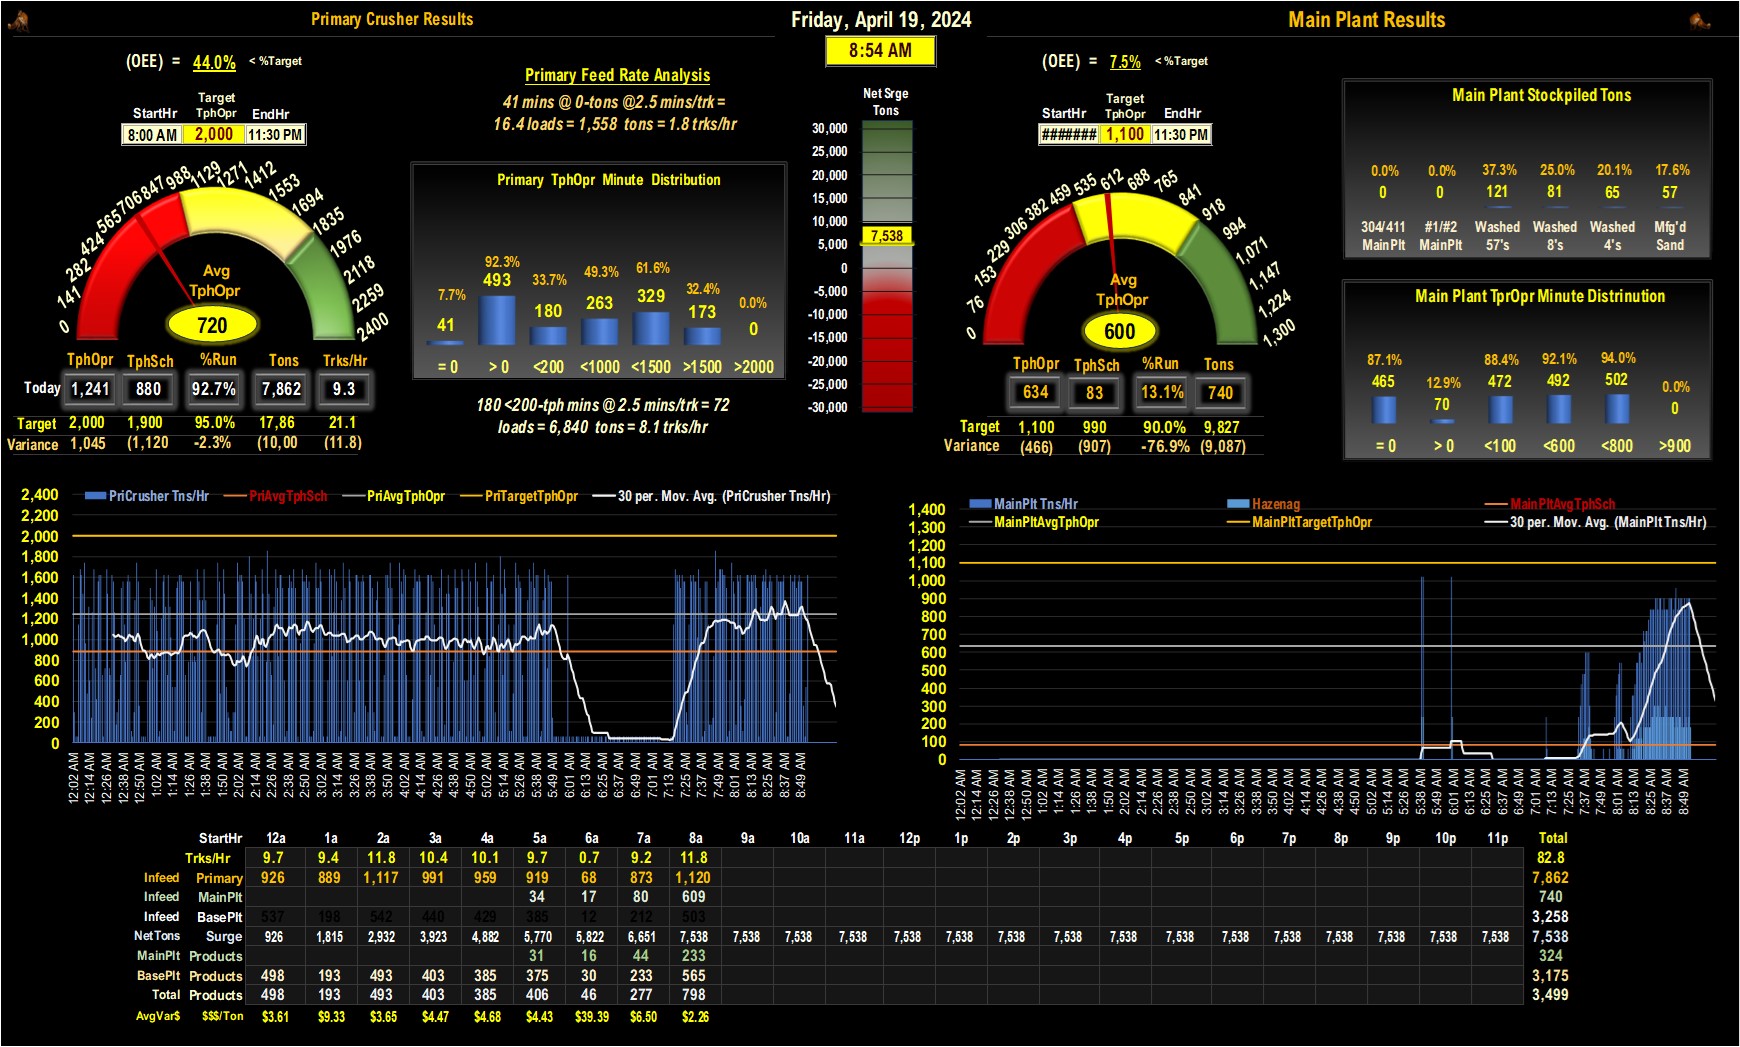 Primary Crusher Results
Friday, April 19, 2024
Main Plant Results
8:54 AM
(OEE) = 44.0% < %Target
StartHr Target TphOpr EndHr
8:00 AM 2,000 11:30 PM
Primary Feed Rate Analysis
41 mins @ 0-tons @2.5 mins/trk =
16.4 loads = 1,558 tons = 1.8 trks/hr
0 141 282 424 565 706 847 988 1129 1271 1412 1553 1694 1835 1976 2118 2259 2400
Avg
TphOpr
720
TphOpr TphSch %Run Tons Trks/Hr
Today 1,241 880 92.7% 7,862 9.3
Target 2,000 1,900 95.0% 17,86 21.1
Variance 1,045 (1,120 -2.3% (10,00 (11.8)
Primary TphOpr Minute Distribution
7.7% 92.3% 33.7% 49.3% 61.6% 32.4% 0.0%
41 493 180 263 329 173 0
= 0 > 0 <200 <1000 <1500 >1500 >2000
180 <200-tph mins @ 2.5 mins/trk = 72
loads = 6,840 tons = 8.1 trks/hr
Net Srge
Tons
30,000
25,000
20,000
15,000
10,000
7,538
5,000
0
-5,000
-10,000
-15,000
-20,000
-25,000
-30,000
(OEE) = 7.5% < %Target
StartHr Target TphOpr EndHr
####### 1,100 11:30 PM
0 76 153 229 306 382 459 535 612 688 765 841 918 994 1,071 1,147 1,224 1,300
Avg
TphOpr
600
TphOpr TphSch %Run Tons
634 83 13.1% 740
Target 1,100 990 90.0% 9,827
Variance (466) (907) -76.9% (9,087)
Main Plant Stockpiled Tons
0.0% 0.0% 37.3% 25.0% 20.1% 17.6%
0 0 121 81 65 57
304/411 #1/#2 Washed Washed Washed Mfg'd
MainPlt MainPlt 57's 8's 4's Sand
Main Plant TprOpr Minute Distrinution
87.1% 12.9% 88.4% 92.1% 94.0% 0.0%
465 70 472 492 502 0
= 0 > 0 <100 <600 <800 >900
PriCrusher Tns/Hr PriAvgTphSch PriAvgTphOpr PriTargetTphOpr 30 per. Mov. Avg. (PriCrusher Tns/Hr)
2,400
2,200
2,000
1,800
1,600
1,400
1,200
1,000
800
600
400
200
0
12:02 AM 12:14 AM 12:26 AM 12:38 AM 12:50 AM 1:02 AM 1:14 AM 1:26 AM 1:38 AM 1:50 AM 2:02 AM 2:14 AM 2:26 AM 2:38 AM 2:50 AM 3:02 AM 3:14 AM 3:26 AM 3:38 AM 3:50 AM 4:02 AM 4:14 AM 4:26 AM 4:38 AM 4:50 AM 5:02 AM 5:14 AM 5:26 AM 5:38 AM 5:49 AM 6:01 AM 6:13 AM 6:25 AM 6:37 AM 6:49 AM 7:01 AM 7:13 AM 7:25 AM 7:37 AM 7:49 AM 8:01 AM 8:13 AM 8:25 AM 8:37 AM 8:49 AM
MainPlt Tns/Hr Hazenag MainPltAvgTphSch
MainPltAvgTphOpr MainPltTargetTphOpr 30 per. Mov. Avg. (MainPlt Tns/Hr)
1,400
1,300
1,200
1,100
1,000
900
800
700
600
500
400
300
200
100
0
12:02 AM 12:14 AM 12:26 AM 12:38 AM 12:50 AM 1:02 AM 1:14 AM 1:26 AM 1:38 AM 1:50 AM 2:02 AM 2:14 AM 2:26 AM 2:38 AM 2:50 AM 3:02 AM 3:14 AM 3:26 AM 3:38 AM 3:50 AM 4:02 AM 4:14 AM 4:26 AM 4:38 AM 4:50 AM 5:02 AM 5:14 AM 5:26 AM 5:38 AM 5:49 AM 6:01 AM 6:13 AM 6:25 AM 6:37 AM 6:49 AM 7:01 AM 7:13 AM 7:25 AM 7:37 AM 7:49 AM 8:01 AM 8:13 AM 8:25 AM 8:37 AM 8:49 AM
StartHr 12a 1a 2a 3a 4a 5a 6a 7a 8a 9a 10a 11a 12p 1p 2p 3p 4p 5p 6p 7p 8p 9p 10p 11p Total
Trks/Hr 9.7 9.4 11.8 10.4 10.1 9.7 0.7 9.2 11.8 82.8
Infeed Primary 926 889 1,117 991 959 919 68 873 1,120 7,862
Infeed MainPlt 34 17 80 609 740
Infeed BasePlt 537 198 542 440 429 385 12 212 503 3,258
NetTons Surge 926 1,815 2,932 3,923 4,882 5,770 5,822 6,651 7,538 7,538 7,538 7,538 7,538 7,538 7,538 7,538 7,538 7,538 7,538 7,538 7,538 7,538 7,538 7,538 7,538
MainPlt Products 31 16 44 233 324
BasePlt Products 498 193 493 403 385 375 30 233 565 3,175
Total Products 498 193 493 403 385 406 46 277 798 3,499
AvgVar$ $$$/Ton $3.61 $9.33 $3.65 $4.47 $4.68 $4.43 $39.39 $6.50 $2.26